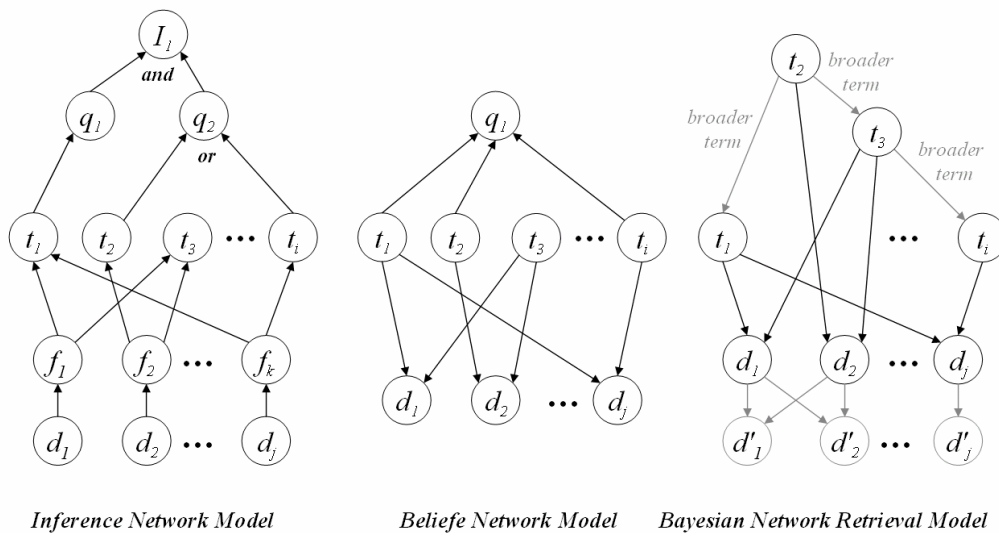 I1
and
q1 q2
or
t1 t2 t3 ••• ti
f1 f2 ••• fk
d1 d2 ••• dj
Inference Network Model
q1
t1 t2 t3 ••• ti
d1 d2 ••• dj
Beliefe Network Model
t2
broader
term
broader
term
t3
broader
term
t1 ••• ti
d1 d2 ••• dj
d'1 d'2 ••• d'j
Bayesian Network Retrieval Model